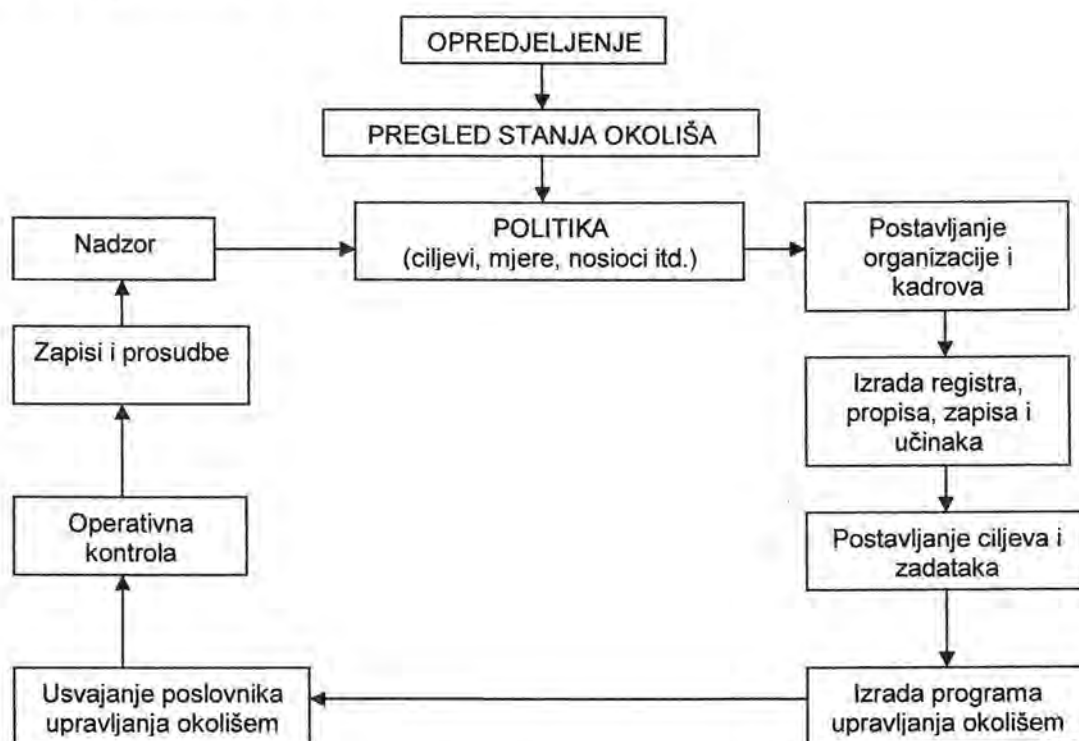 OPREDJELJENJE
PREGLED STANJA OKOLIŠA
POLITIKA
(ciljevi, mjere, nosioci itd.)
Postavljanje
organizacije i
kadrova
Izrada registra,
propisa, zapisa i
učinaka
Postavljanje ciljeva i
zadataka
Izrada programa
upravljanja okolišem
Usvajanje poslovnika
upravljanja okolišem
Operativna
kontrola
Zapisi i prosudbe
Nadzor